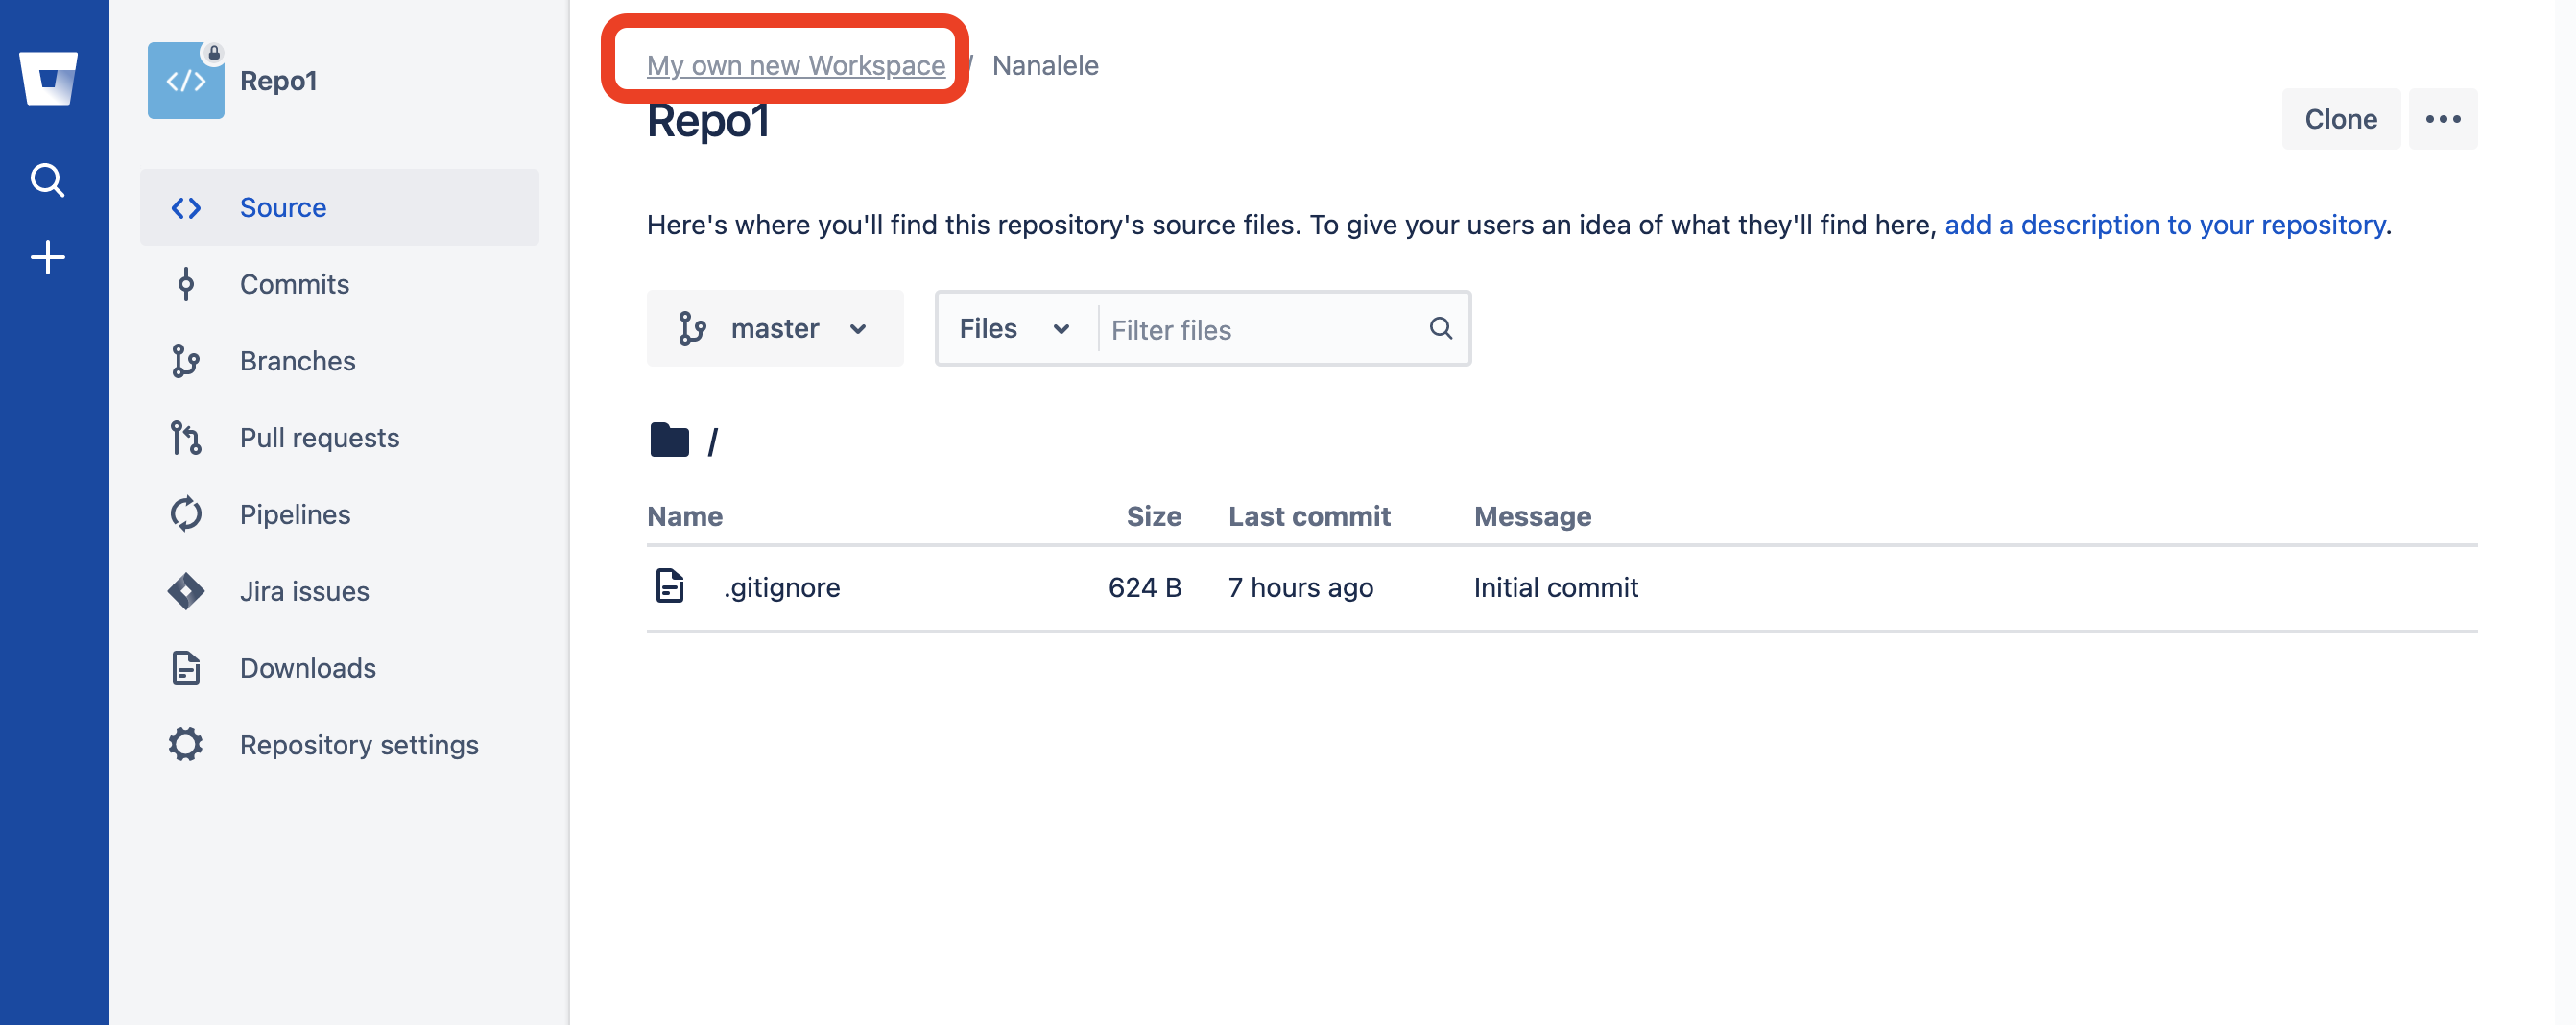 Repo1
Source
Commits
Branches
Pull requests
Pipelines
Jira issues
Downloads
Repository settings
My own new Workspace / Nanalele
Repo1
Clone
Here's where you'll find this repository's source files. To give your users an idea of what they'll find here, add a description to your repository.
master
Files Filter files
/
Name Size Last commit Message
.gitignore 624 B 7 hours ago Initial commit